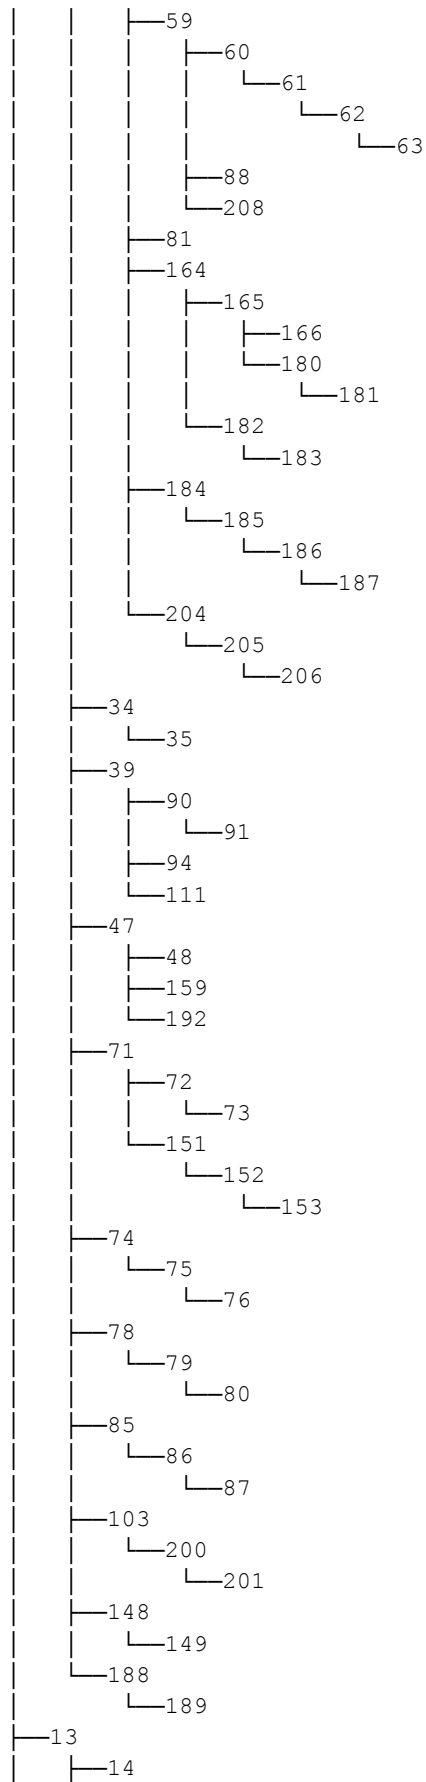 │   │   ├──59
│   │   │   ├──60
│   │   │   │   └──61
│   │   │   │       └──62
│   │   │   │           └──63
│   │   │   ├──88
│   │   │   └──208
│   │   ├──81
│   │   ├──164
│   │   │   ├──165
│   │   │   │   ├──166
│   │   │   │   └──180
│   │   │   │       └──181
│   │   │   └──182
│   │   │       └──183
│   │   ├──184
│   │   │   └──185
│   │   │       └──186
│   │   │           └──187
│   │   └──204
│   │       └──205
│   │           └──206
│   ├──34
│   │   └──35
│   ├──39
│   │   ├──90
│   │   │   └──91
│   │   ├──94
│   │   └──111
│   ├──47
│   │   ├──48
│   │   ├──159
│   │   └──192
│   ├──71
│   │   ├──72
│   │   │   └──73
│   │   └──151
│   │       └──152
│   │           └──153
│   ├──74
│   │   └──75
│   │       └──76
│   ├──78
│   │   └──79
│   │       └──80
│   ├──85
│   │   └──86
│   │       └──87
│   ├──103
│   │   └──200
│   │       └──201
│   ├──148
│   │   └──149
│   └──188
│       └──189
├──13
│   ├──14